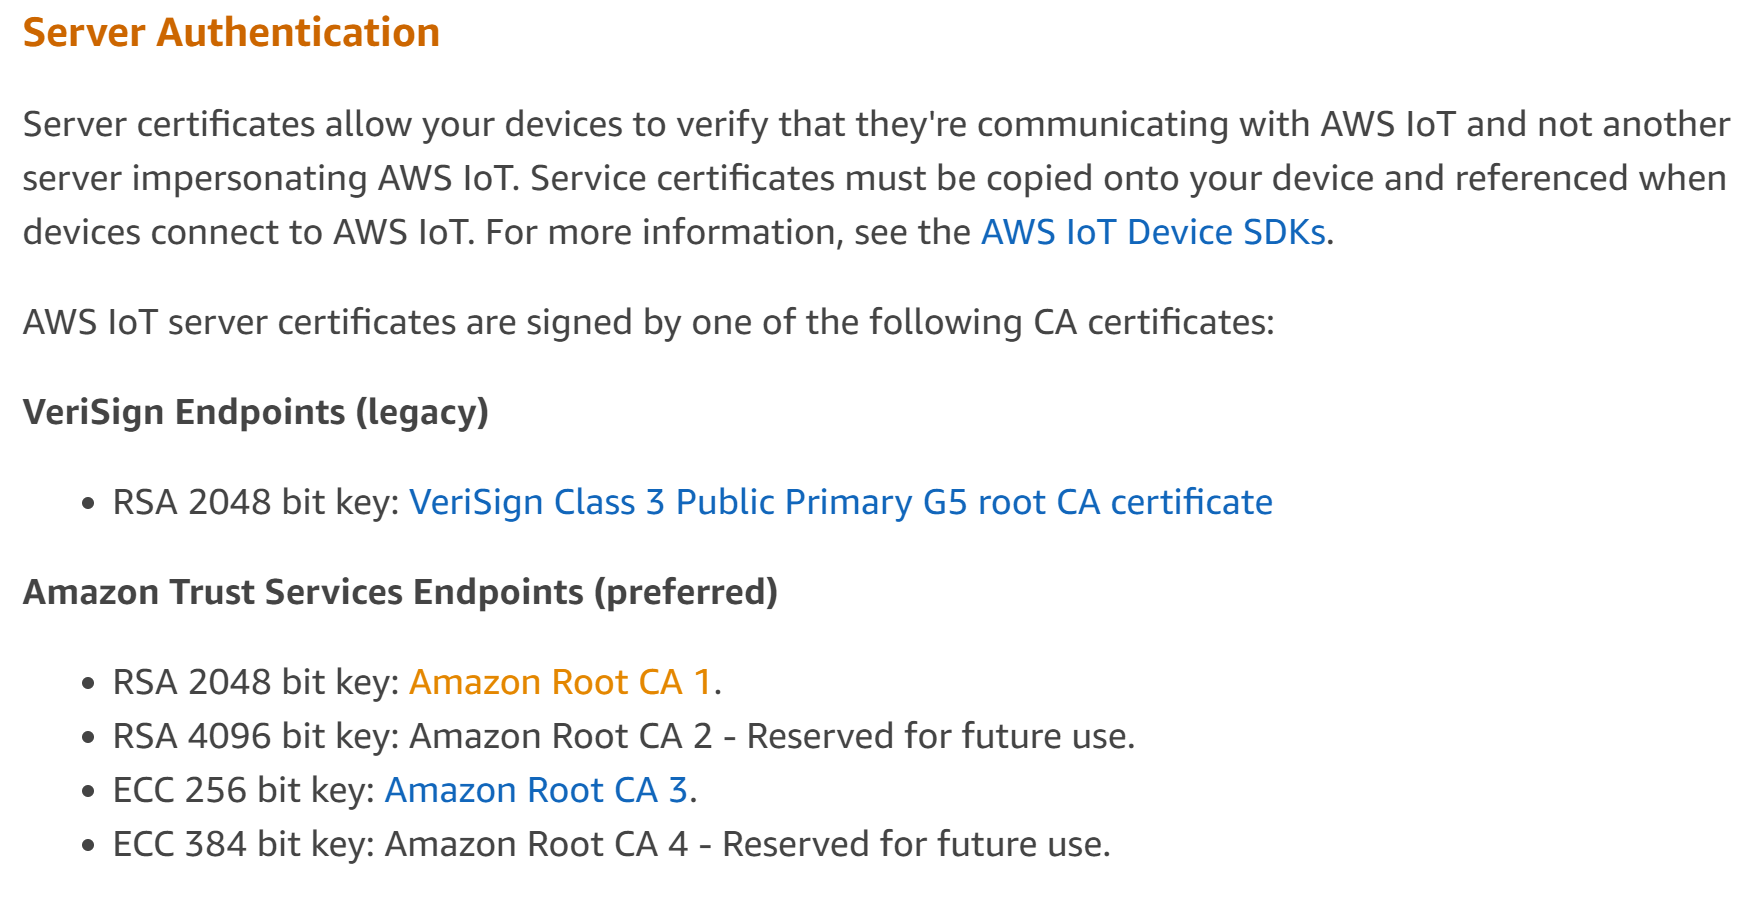 Server Authentication
Server certificates allow your devices to verify that they're communicating with AWS IoT and not another
server impersonating AWS IoT. Service certificates must be copied onto your device and referenced when
devices connect to AWS IoT. For more information, see the AWS IoT Device SDKs.
AWS IoT server certificates are signed by one of the following CA certificates:
VeriSign Endpoints (legacy)
• RSA 2048 bit key: VeriSign Class 3 Public Primary G5 root CA certificate
Amazon Trust Services Endpoints (preferred)
• RSA 2048 bit key: Amazon Root CA 1.
• RSA 4096 bit key: Amazon Root CA 2 - Reserved for future use.
• ECC 256 bit key: Amazon Root CA 3.
• ECC 384 bit key: Amazon Root CA 4 - Reserved for future use.